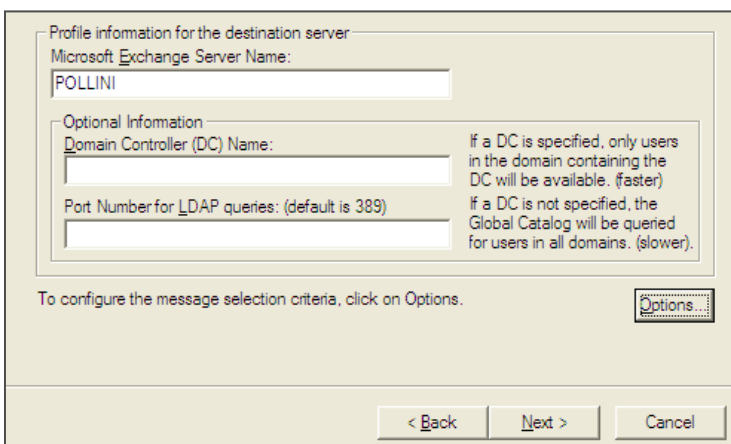 Profile information for the destination server
Microsoft Exchange Server Name:
POLLINI
Optional Information
Domain Controller (DC) Name:
If a DC is specified, only users
in the domain containing the
DC will be available. (faster)
Port Number for LDAP queries: (default is 389)
If a DC is not specified, the
Global Catalog will be queried
for users in all domains. (slower).
To configure the message selection criteria, click on Options.
Options...
< Back
Next >
Cancel